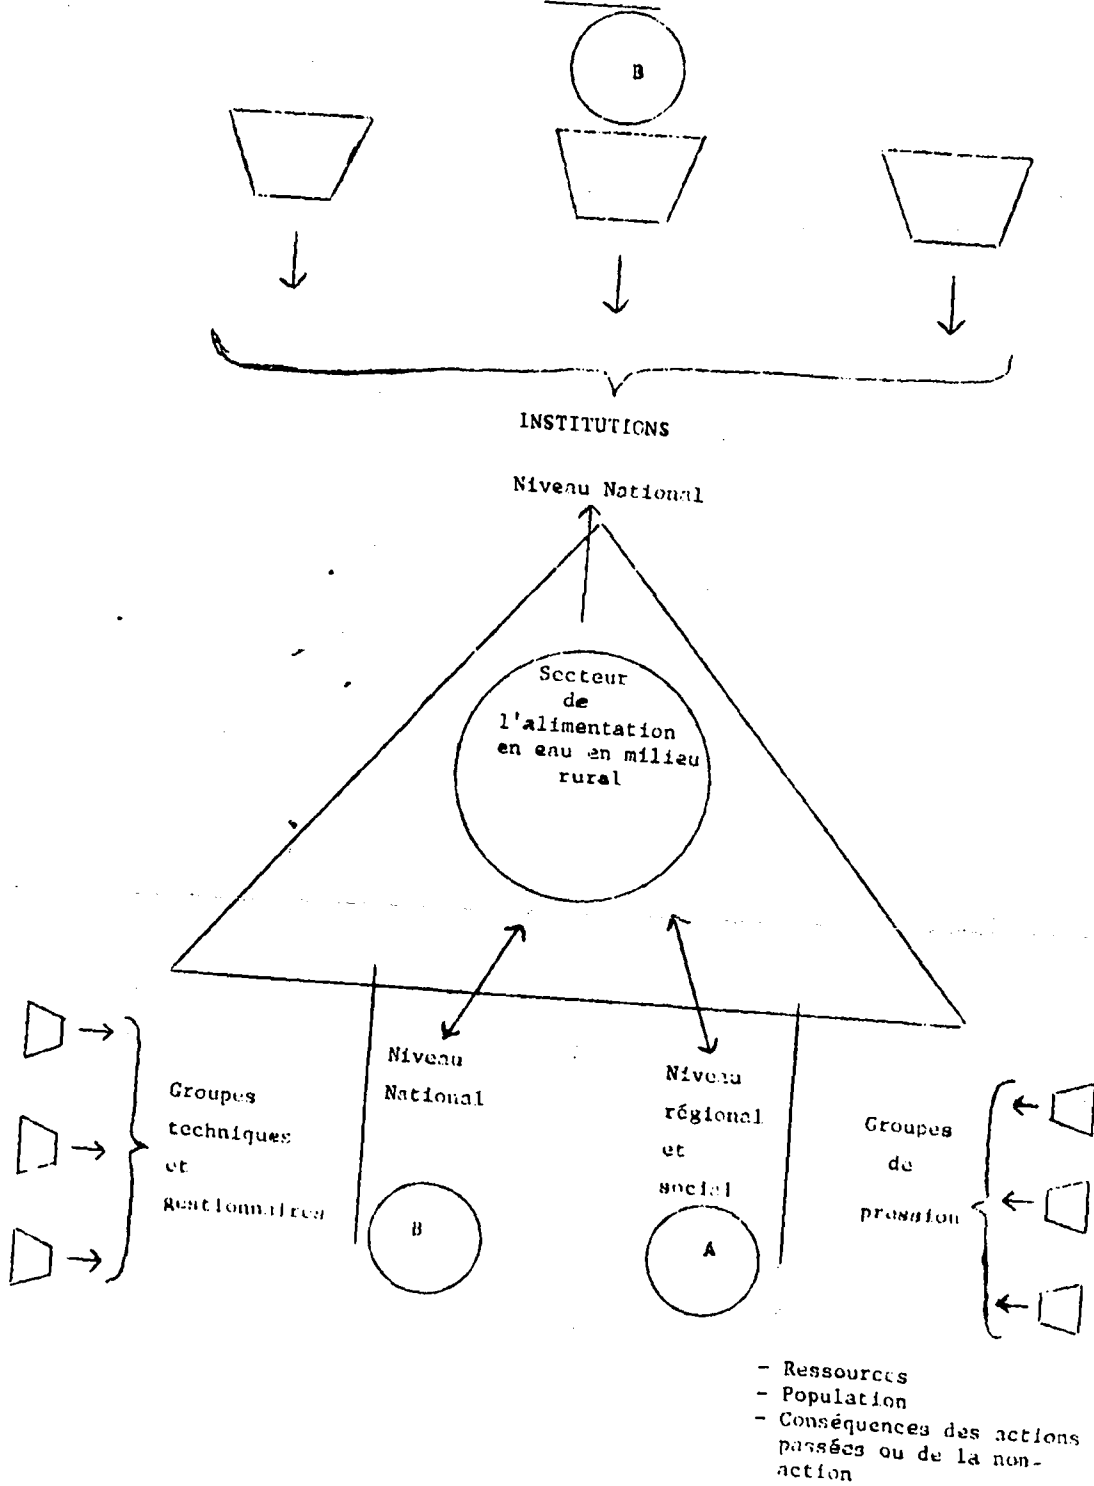 B
INSTITUTIONS
Niveau National
Secteur
de
l'alimentation
en eau en milieu
rural
Niveau
National
Groupes
techniques
et
gestionnaires
B
Niveau
régional
et
social
A
Groupes
de
pression
- Ressources
- Population
- Conséquences des actions
passées ou de la non-
action